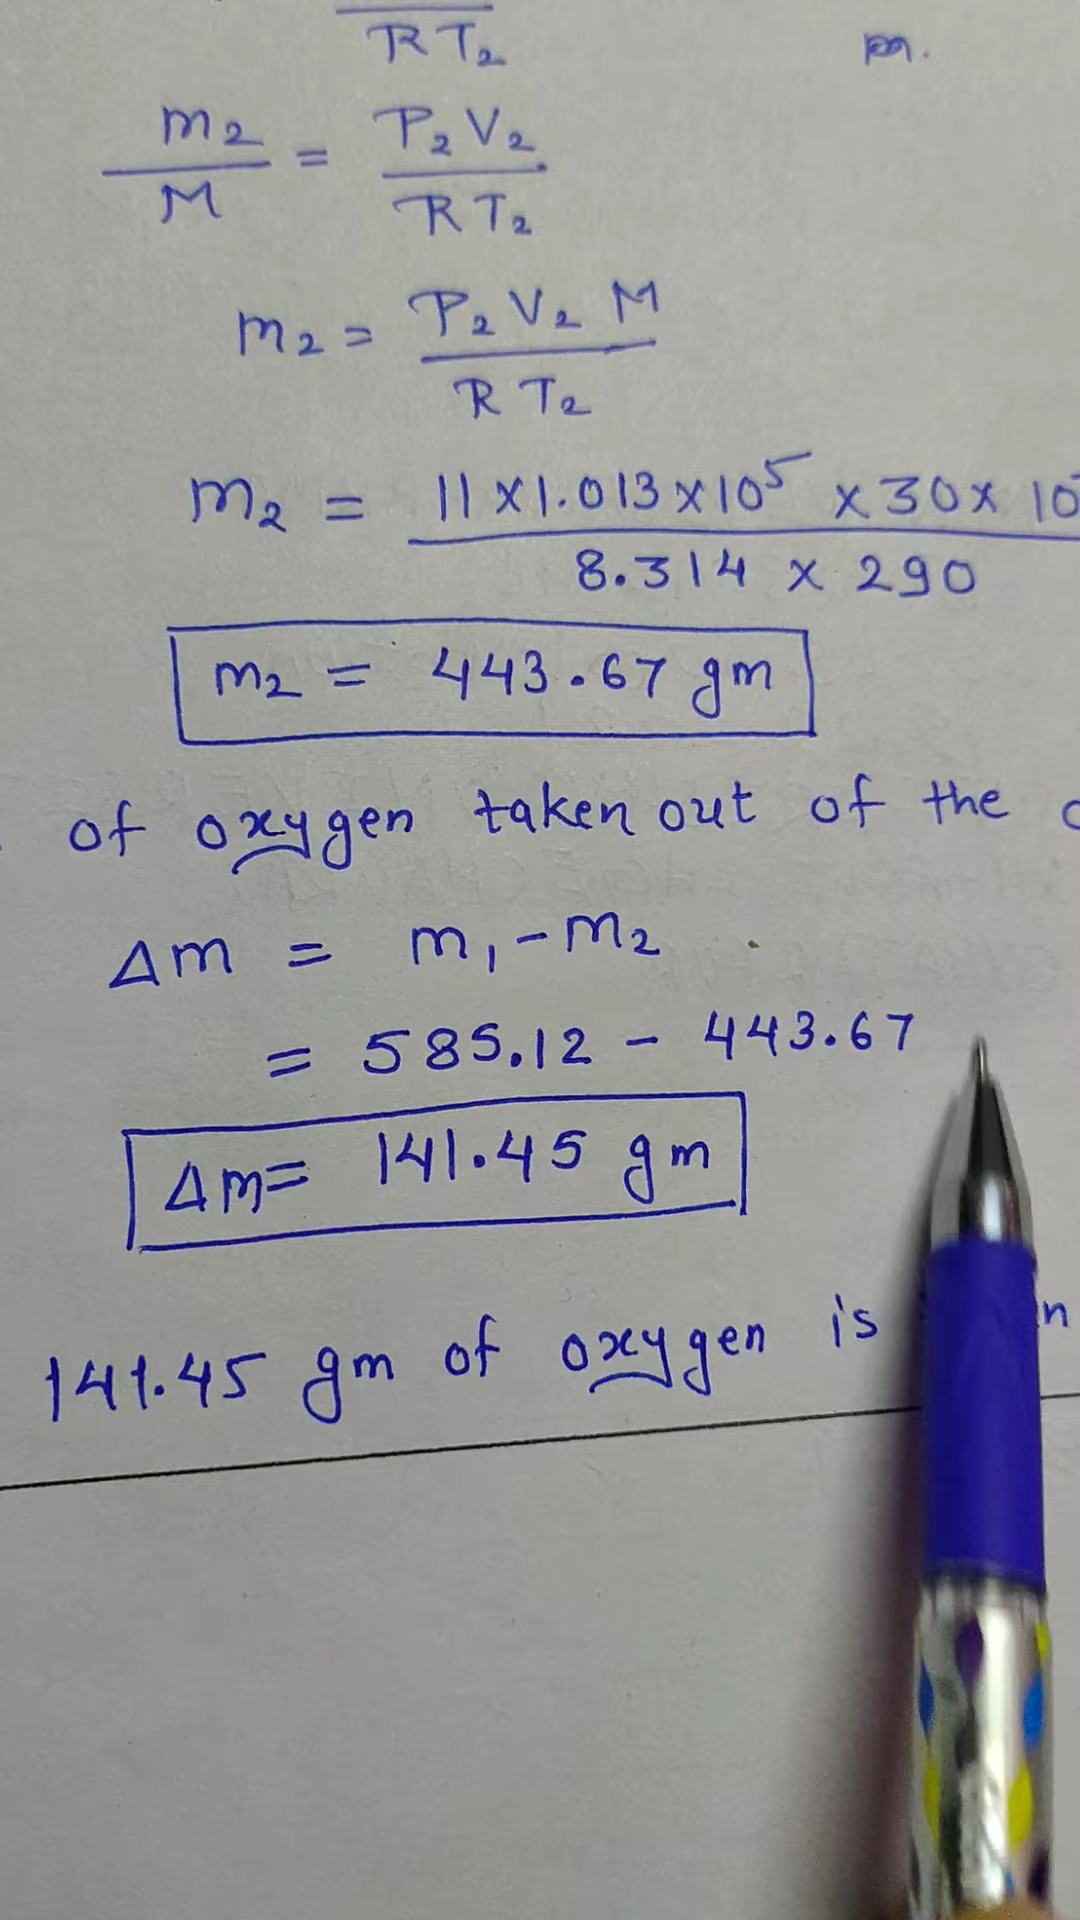 RT₂
m.
m₂/M = P₂V₂/RT₂
m₂ = P₂V₂M/RT₂
m₂ = 11×1.013×10⁵ ×30×10/8.314 × 290
m₂ = 443.67 gm
of oxygen taken out of the
Δm = m₁-m₂
= 585.12 - 443.67
Δm= 141.45 gm
141.45 gm of oxygen is